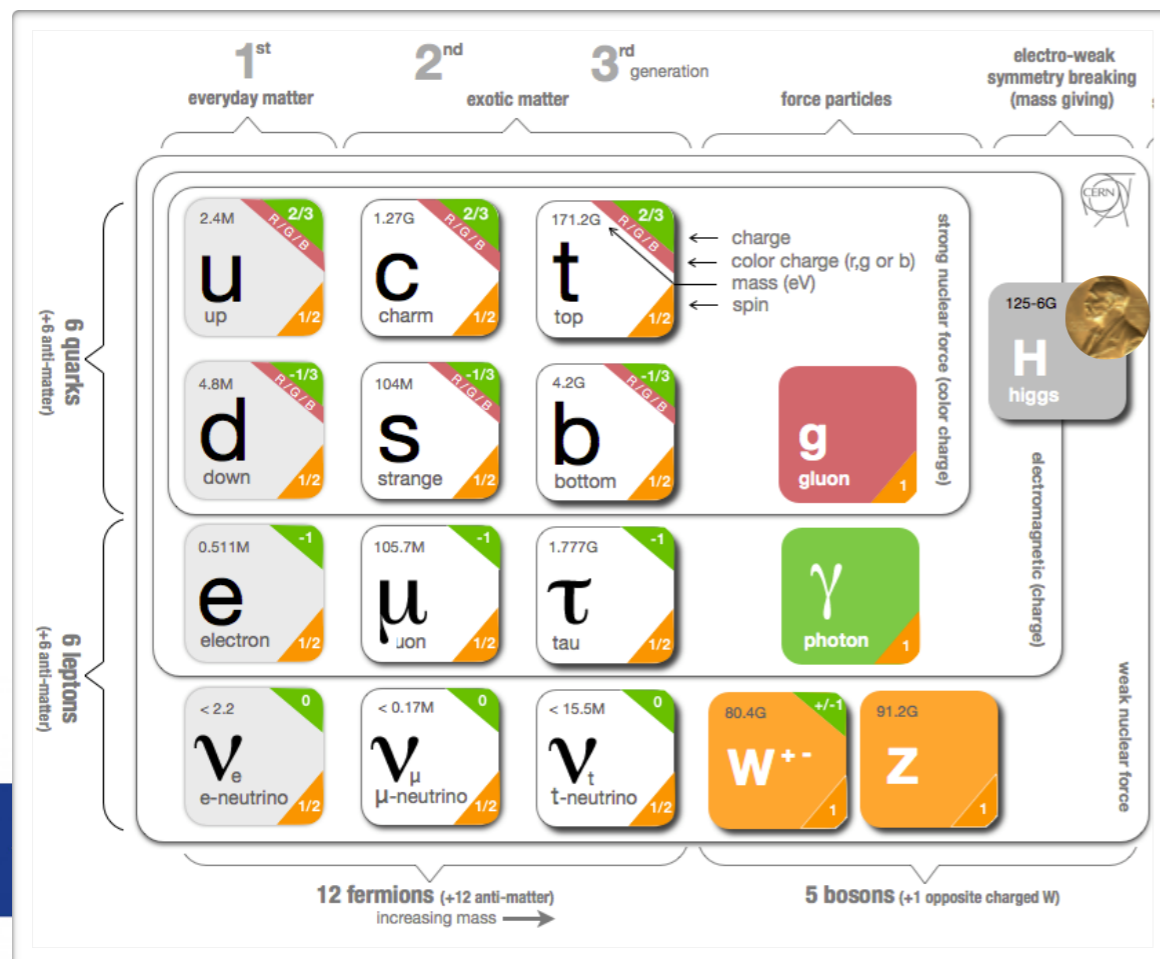 1st
2nd
3rd generation
everyday matter
exotic matter
force particles
electro-weak
symmetry breaking
(mass giving)
CERN
6 quarks
(+6 anti-matter)
6 leptons
(+6 anti-matter)
2.4M
2/3
R/G/B
u
up
1/2
1.27G
2/3
R/G/B
c
charm
1/2
171.2G
2/3
R/G/B
t
top
1/2
charge
color charge (r,g or b)
mass (eV)
spin
strong nuclear force (color charge)
125-6G
H
higgs
4.8M
-1/3
R/G/B
d
down
1/2
104M
-1/3
R/G/B
s
strange
1/2
4.2G
-1/3
R/G/B
b
bottom
1/2
g
gluon
1
electromagnetic (charge)
0.511M
-1
e
electron
1/2
105.7M
-1
μ
uon
1/2
1.777G
-1
τ
tau
1/2
γ
photon
1
weak nuclear force
< 2.2
0
νe
e-neutrino
1/2
< 0.17M
0
νμ
μ-neutrino
1/2
< 15.5M
0
νt
t-neutrino
1/2
80.4G
+/-1
W+-
1
91.2G
Z
1
12 fermions (+12 anti-matter)
increasing mass
5 bosons (+1 opposite charged W)